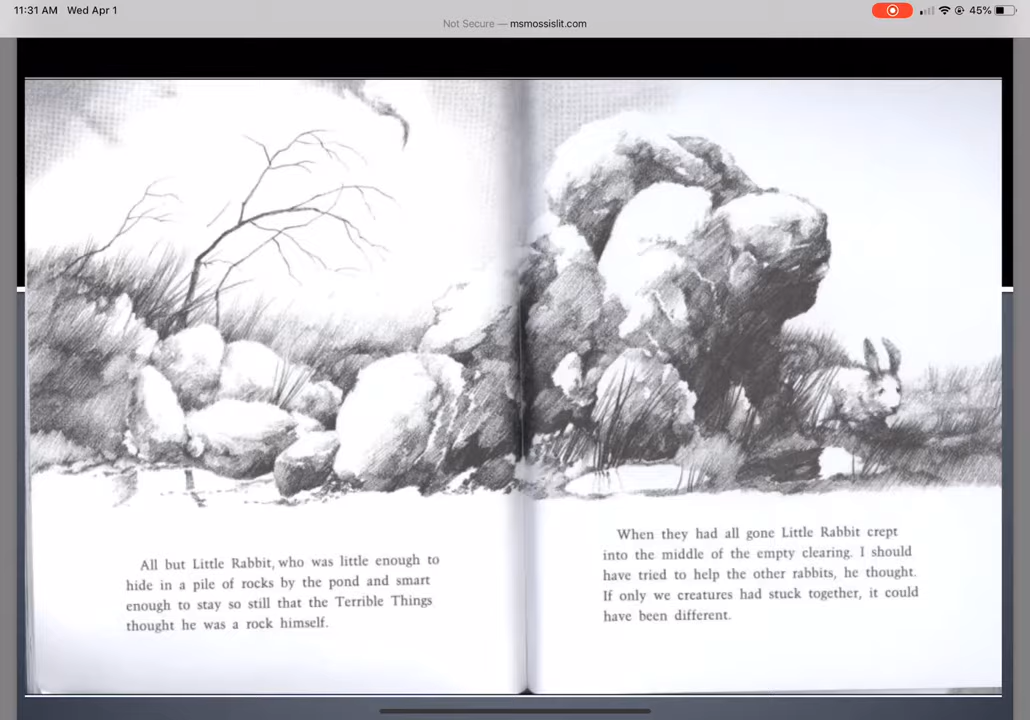 11:31 AM Wed Apr 1
45%
Not Secure — msmossislit.com
All but Little Rabbit, who was little enough to
hide in a pile of rocks by the pond and smart
enough to stay so still that the Terrible Things
thought he was a rock himself.
When they had all gone Little Rabbit crept
into the middle of the empty clearing. I should
have tried to help the other rabbits, he thought.
If only we creatures had stuck together, it could
have been different.